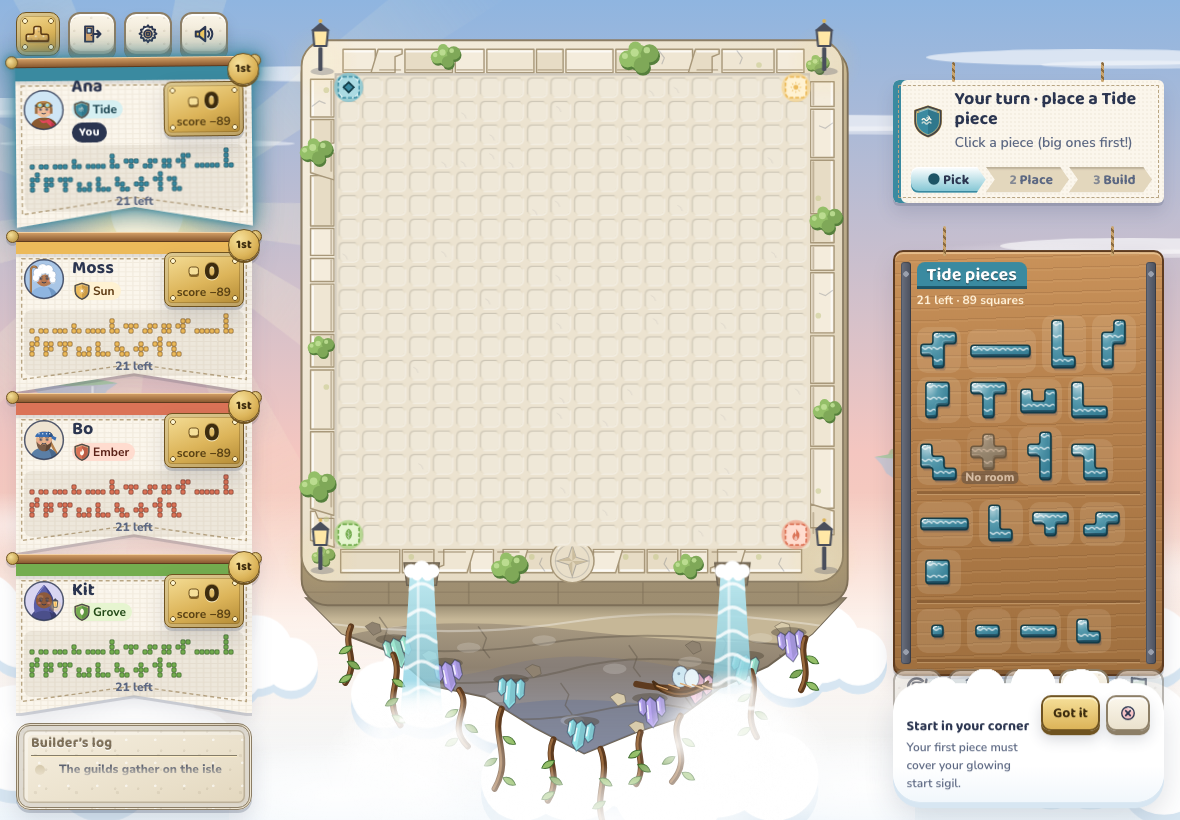 1st
Ana
Tide
You
0
score −89
21 left
1st
Moss
Sun
0
score −89
21 left
1st
Bo
Ember
0
score −89
21 left
1st
Kit
Grove
0
score −89
21 left
Builder's log
The guilds gather on the isle
Your turn · place a Tide
piece
Click a piece (big ones first!)
Pick
2 Place
3 Build
Tide pieces
21 left · 89 squares
No room
Start in your corner
Got it
Your first piece must
cover your glowing
start sigil.